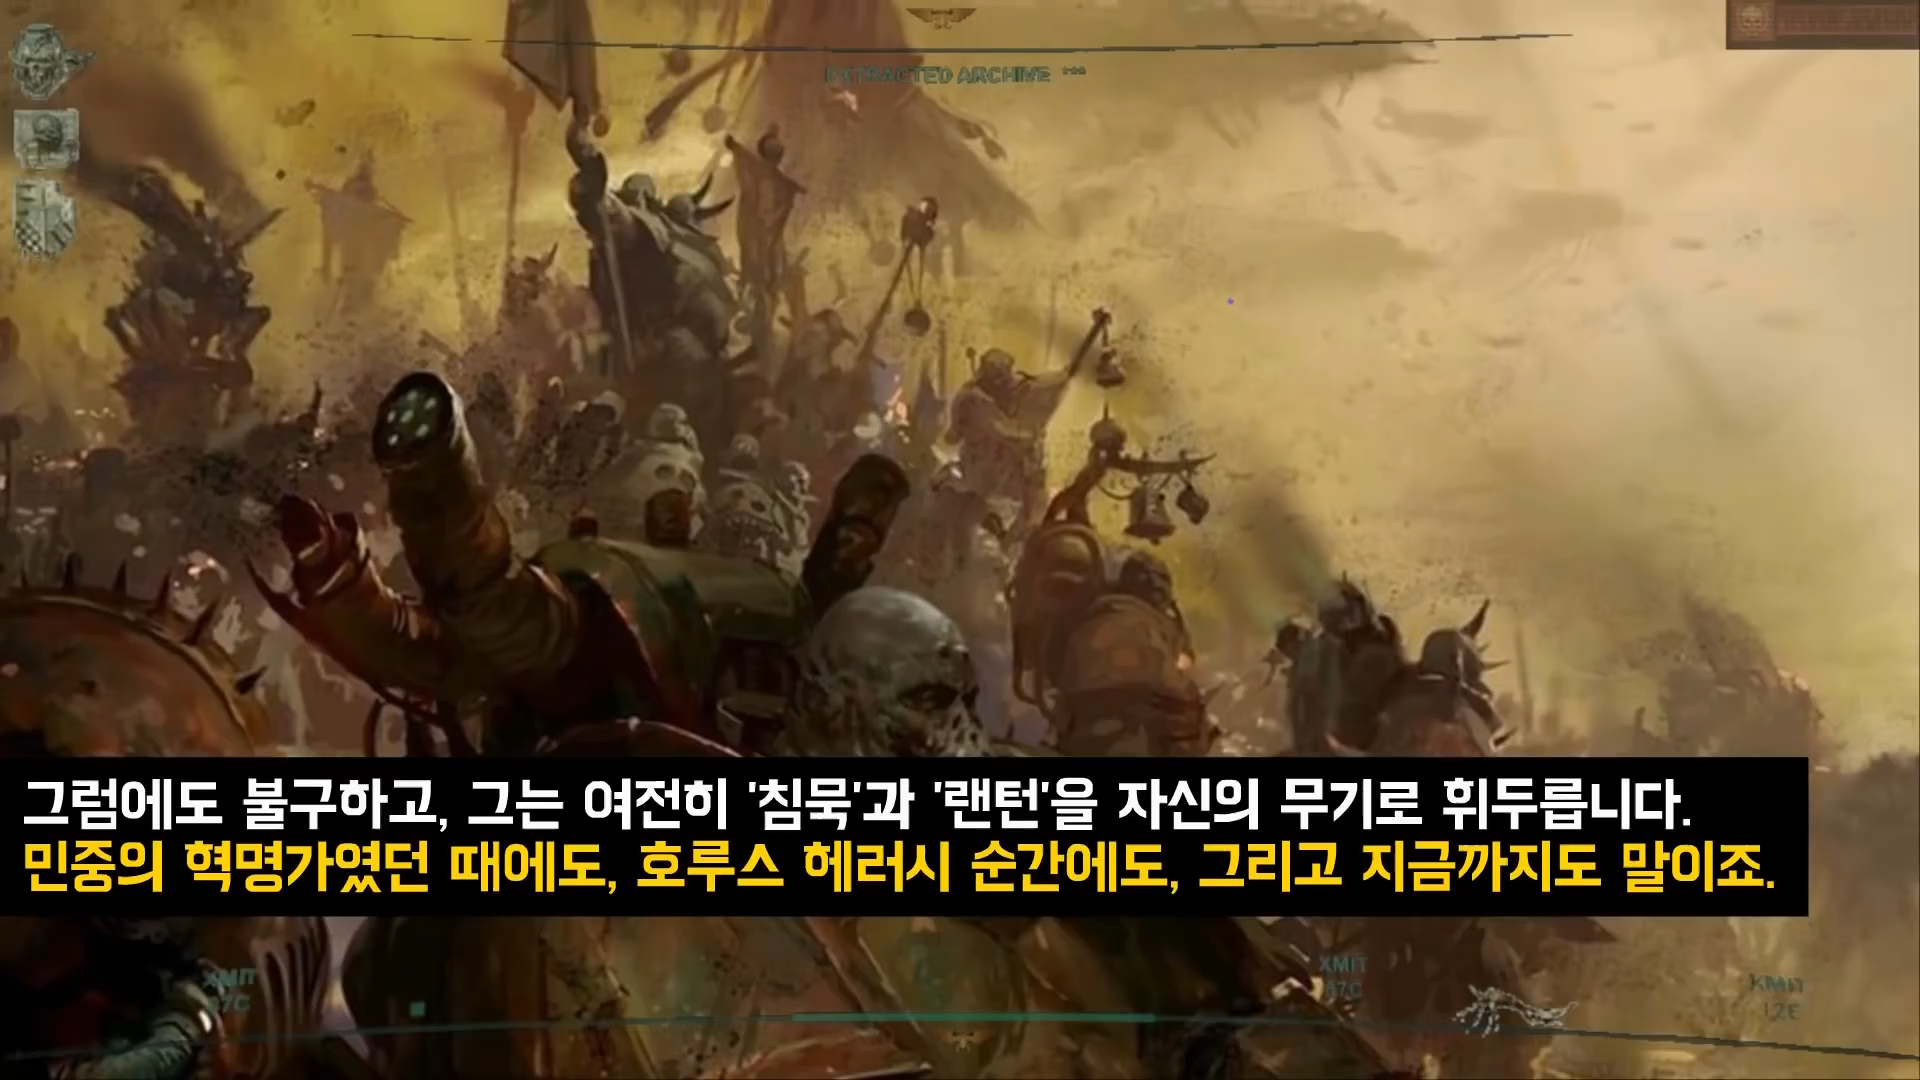 EXTRACTED ARCHIVE
그럼에도 불구하고, 그는 여전히 '침묵'과 '랜턴'을 자신의 무기로 휘두릅니다.
민중의 혁명가였던 때에도, 호루스 헤러시 순간에도, 그리고 지금까지도 말이죠.
XMIT
67C
XMIT
67C
XMIT
12E